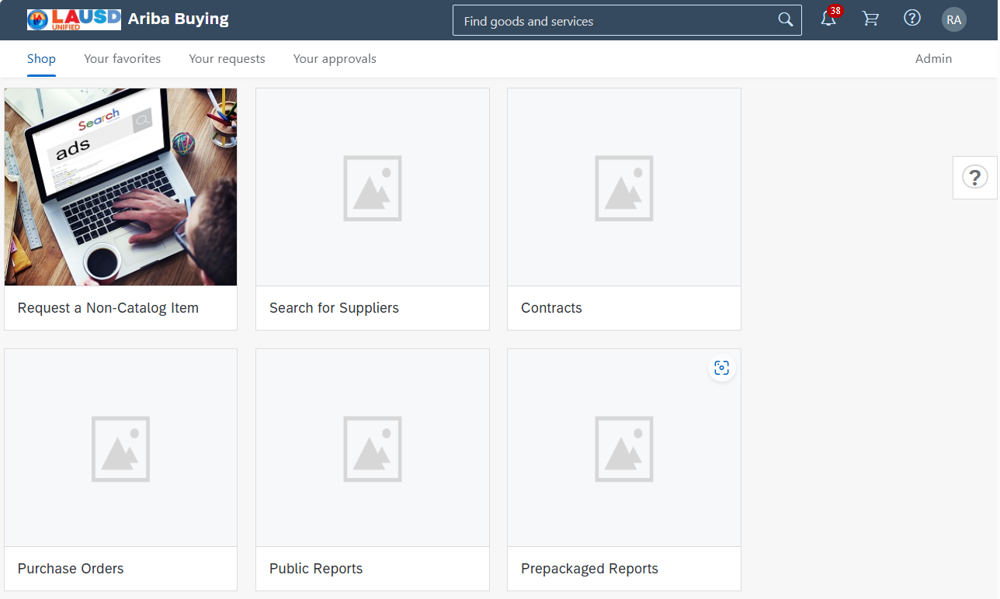 LAUSD
UNIFIED
Ariba Buying
Find goods and services
38
RA
Shop
Your favorites
Your requests
Your approvals
Admin
Search
ads
?
Request a Non-Catalog Item
Search for Suppliers
Contracts
Purchase Orders
Public Reports
Prepackaged Reports